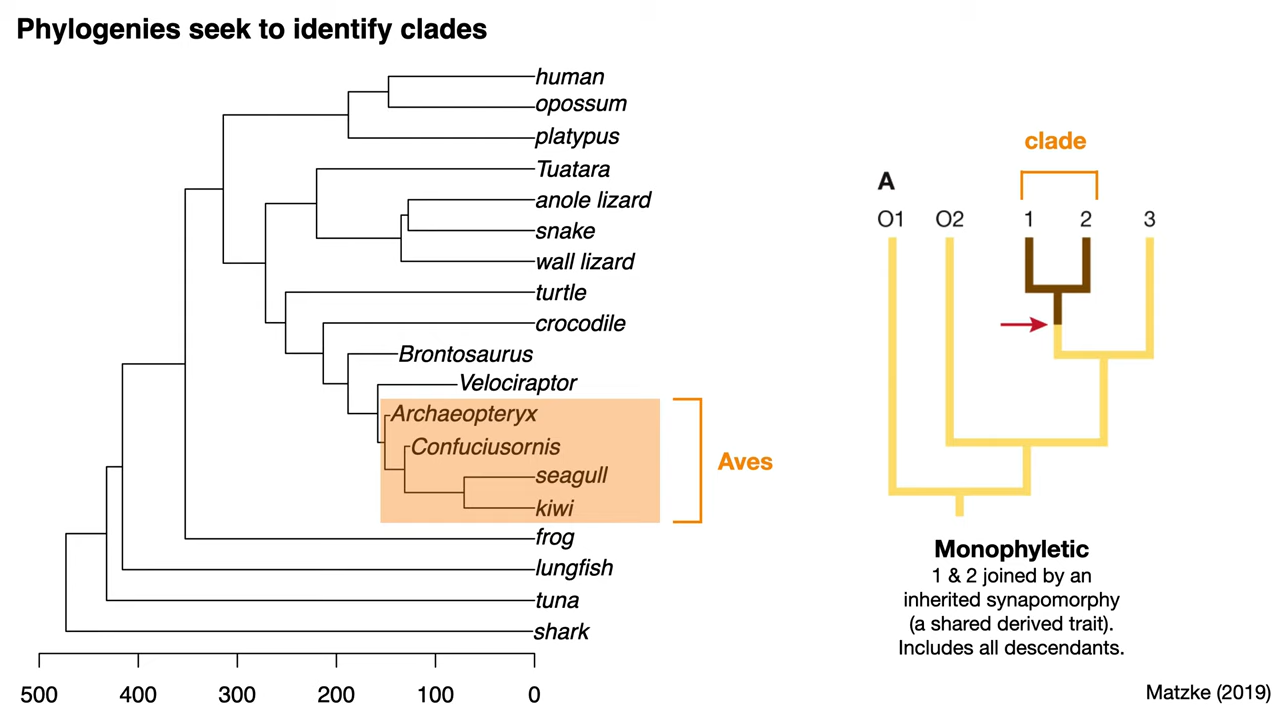 Phylogenies seek to identify clades
human
opossum
platypus
Tuatara
anole lizard
snake
wall lizard
turtle
crocodile
Brontosaurus
Velociraptor
Archaeopteryx
Confuciusornis
seagull
kiwi
frog
lungfish
tuna
shark
500 400 300 200 100 0
Aves
clade
A
O1 O2 1 2 3
Monophyletic
1 & 2 joined by an
inherited synapomorphy
(a shared derived trait).
Includes all descendants.
Matzke (2019)